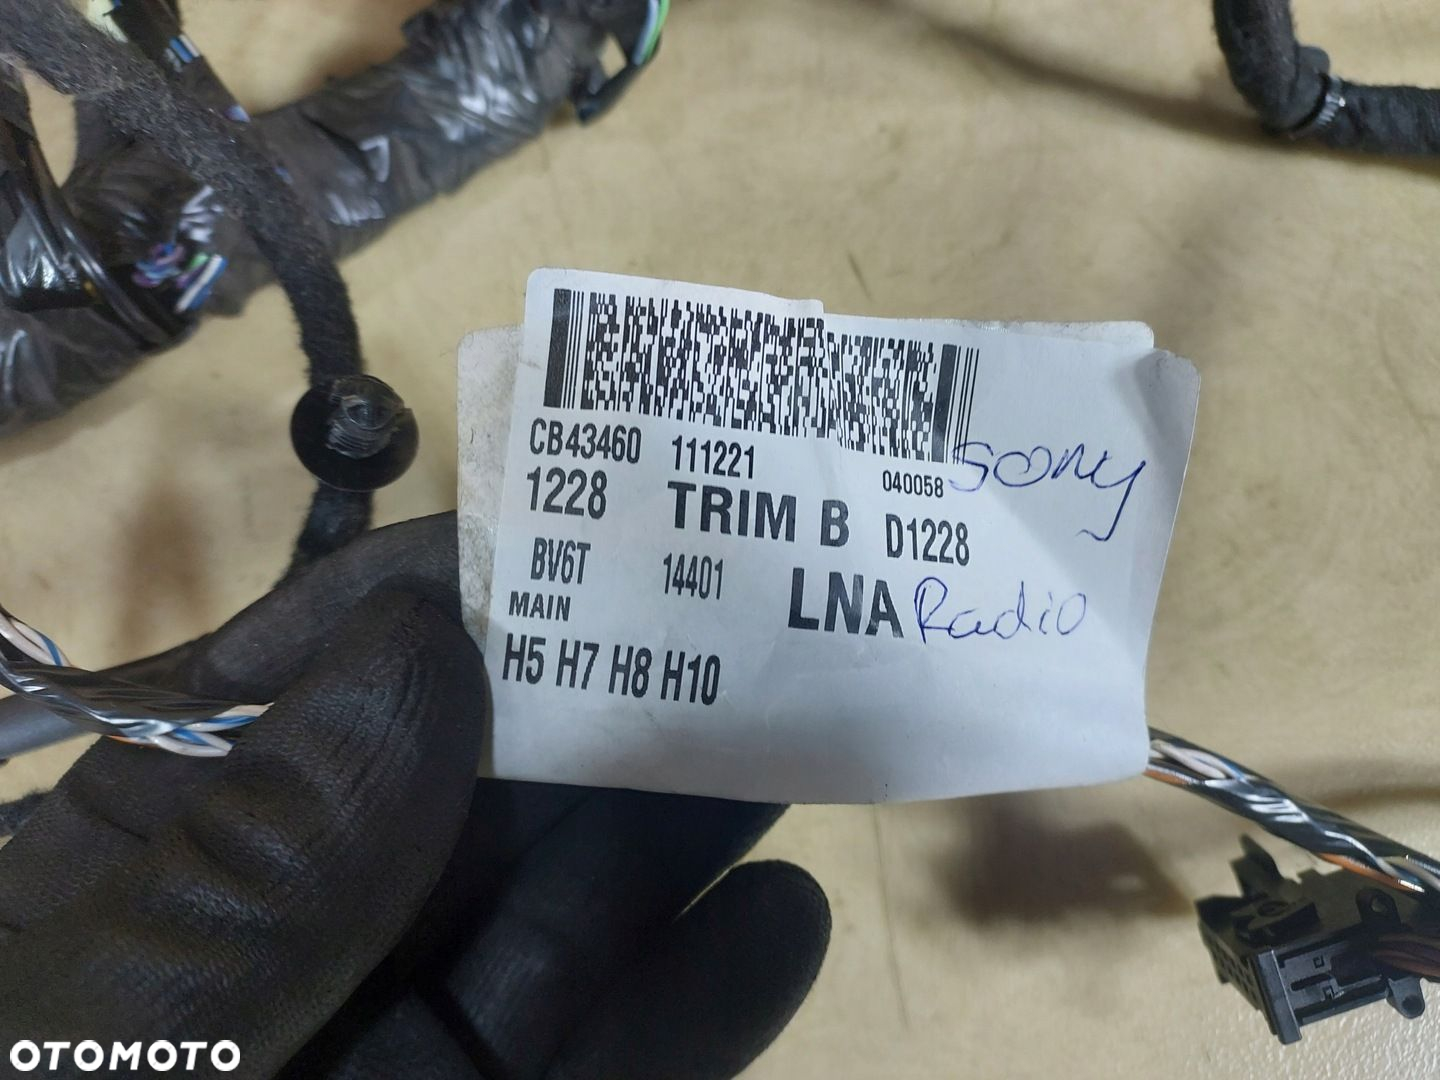 CB43460 111221 040058 Sony
1228 TRIM B D1228
BV6T 14401 LNA Radio
MAIN
H5 H7 H8 H10
OTOMOTO